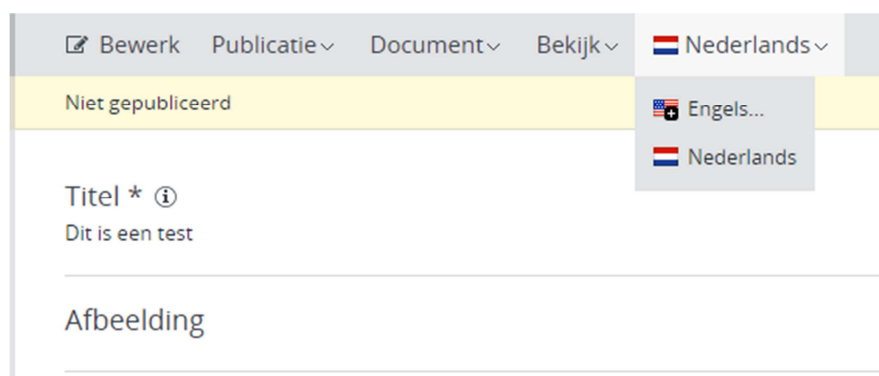 Bewerk Publicatie Document Bekijk Nederlands
Niet gepubliceerd
Engels...
Nederlands
Titel *
Dit is een test
Afbeelding